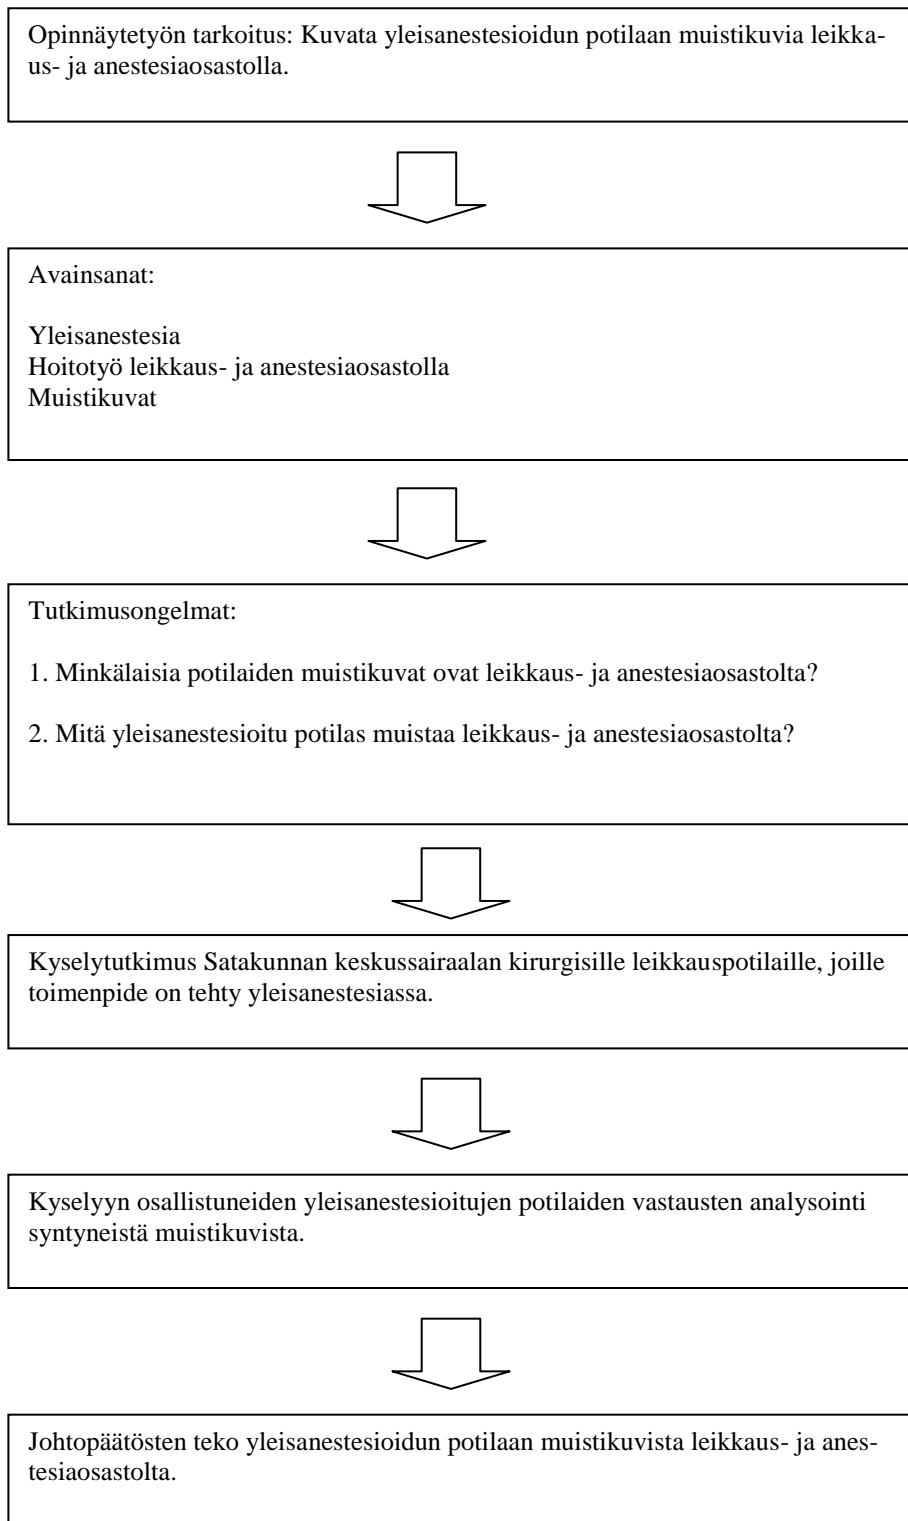 Opinnäytetyön tarkoitus: Kuvata yleisanestesioidun potilaan muistikuvia leikka-
us- ja anestesiaosastolla.
Avainsanat:
Yleisanestesia
Hoitotyö leikkaus- ja anestesiaosastolla
Muistikuvat
Tutkimusongelmat:
1. Minkälaisia potilaiden muistikuvat ovat leikkaus- ja anestesiaosastolta?
2. Mitä yleisanestesioitu potilas muistaa leikkaus- ja anestesiaosastolta?
Kyselytutkimus Satakunnan keskussairaalan kirurgisille leikkauspotilaille, joille
toimenpide on tehty yleisanestesiassa.
Kyselyyn osallistuneiden yleisanestesioitujen potilaiden vastausten analysointi
syntyneistä muistikuvista.
Johtopäätösten teko yleisanestesioidun potilaan muistikuvista leikkaus- ja anes-
tesiaosastolta.